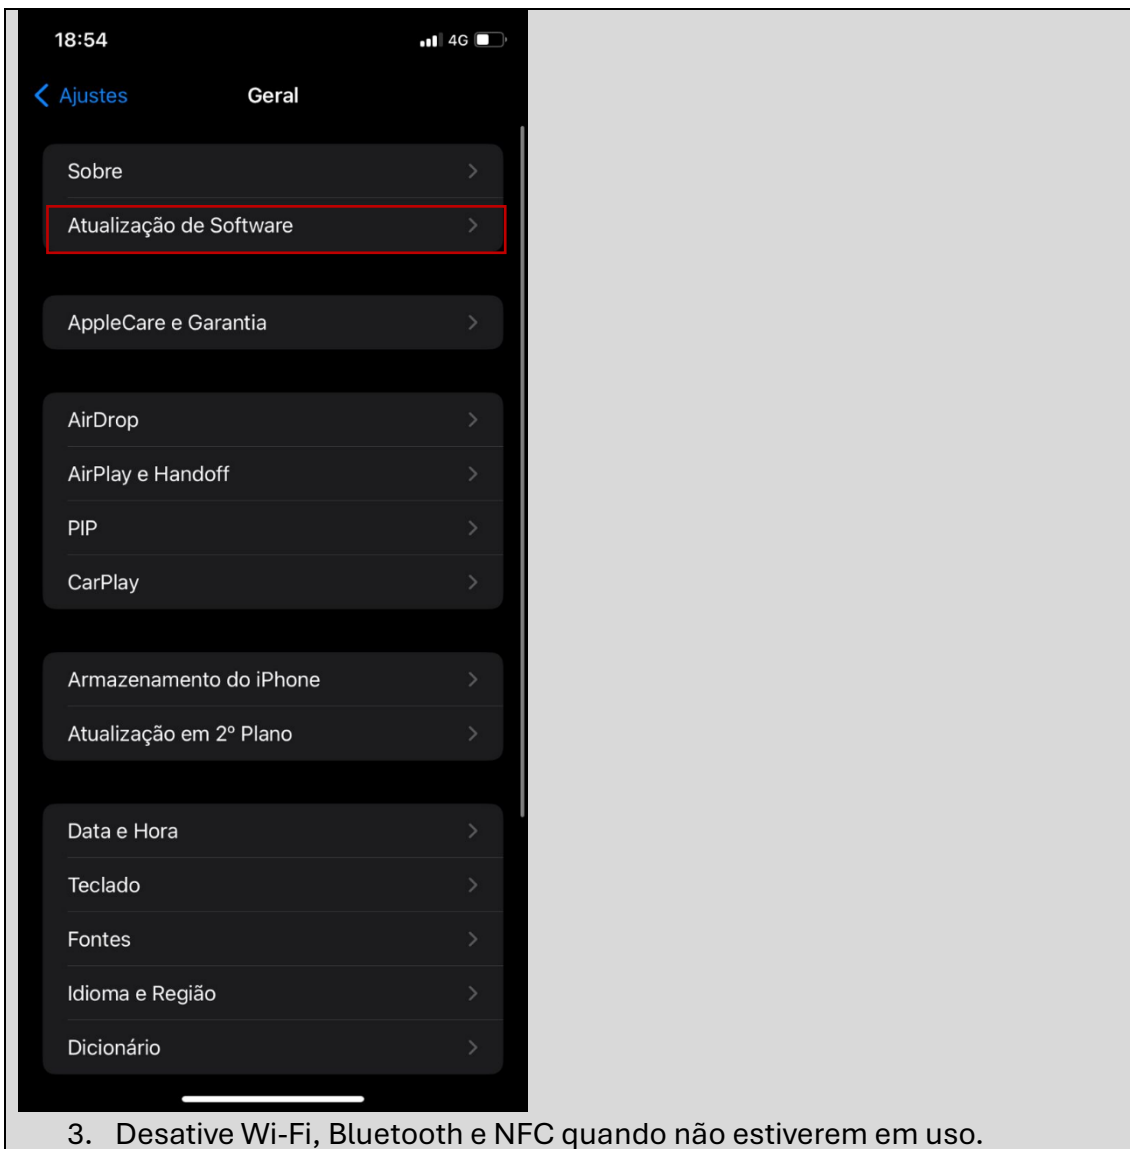 18:54 4G
Ajustes Geral
Sobre
Atualização de Software
AppleCare e Garantia
AirDrop
AirPlay e Handoff
PIP
CarPlay
Armazenamento do iPhone
Atualização em 2º Plano
Data e Hora
Teclado
Fontes
Idioma e Região
Dicionário
3. Desative Wi-Fi, Bluetooth e NFC quando não estiverem em uso.